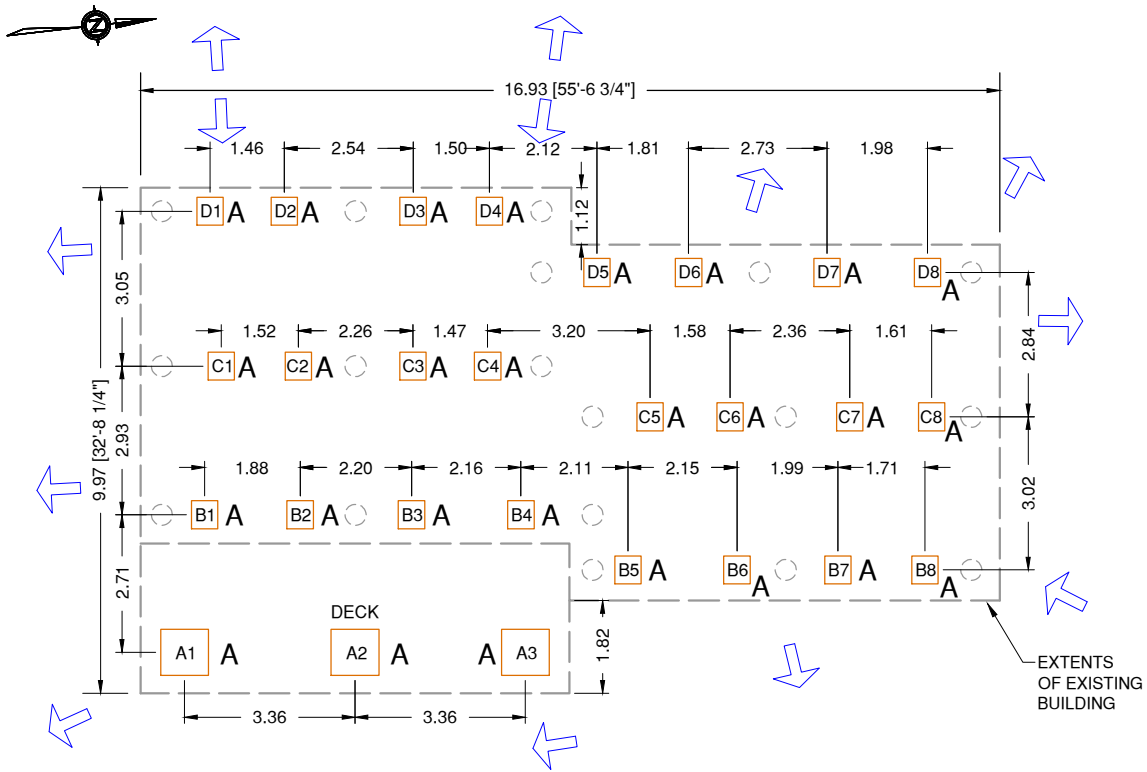 Z
16.93 [55'-6 3/4"]
1.46 2.54 1.50 2.12 1.81 2.73 1.98
D1 A D2 A D3 A D4 A
1.12
D5 A D6 A D7 A D8 A
3.05
1.52 2.26 1.47 3.20 1.58 2.36 1.61
2.84
C1 A C2 A C3 A C4 A
C5 A C6 A C7 A C8 A
9.97 [32'-8 1/4"]
2.93
1.88 2.20 2.16 2.11 2.15 1.99 1.71
3.02
B1 A B2 A B3 A B4 A
B5 A B6 A B7 A B8 A
2.71
DECK
1.82
A1 A A2 A A A3
EXTENTS
OF EXISTING
BUILDING
3.36 3.36